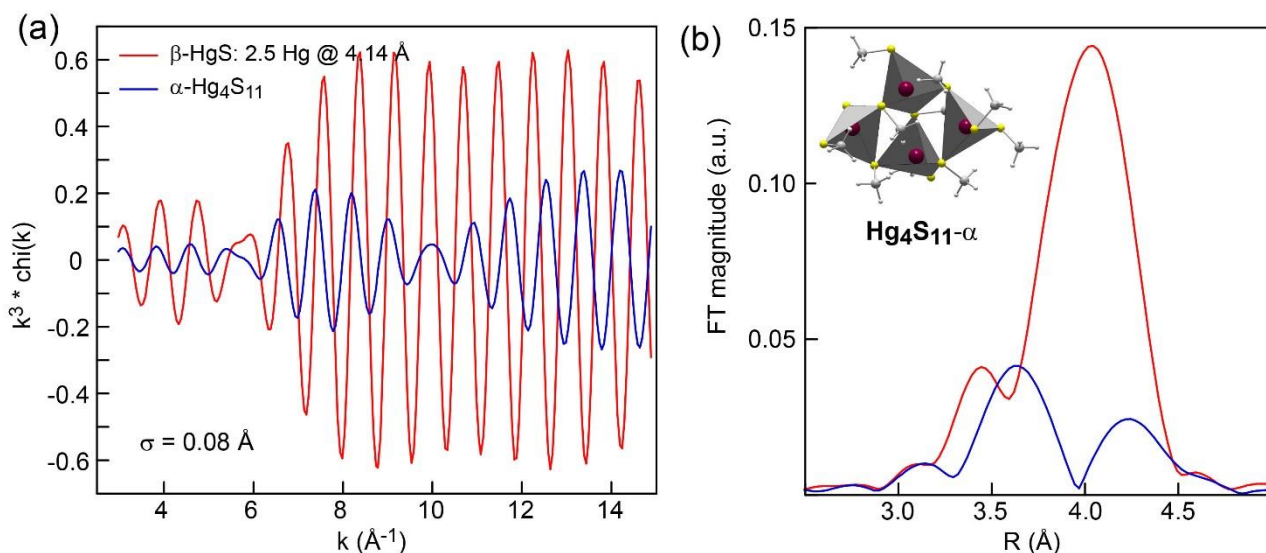 (a)
β-HgS: 2.5 Hg @ 4.14 Å
α-Hg₄S₁₁
k³ * chi(k)
0.6
0.4
0.2
0
-0.2
-0.4
-0.6
σ = 0.08 Å
4
6
8
10
12
14
k (Å⁻¹)
(b)
Hg₄S₁₁-α
FT magnitude (a.u.)
0.15
0.10
0.05
0.00
3.0
3.5
4.0
4.5
R (Å)